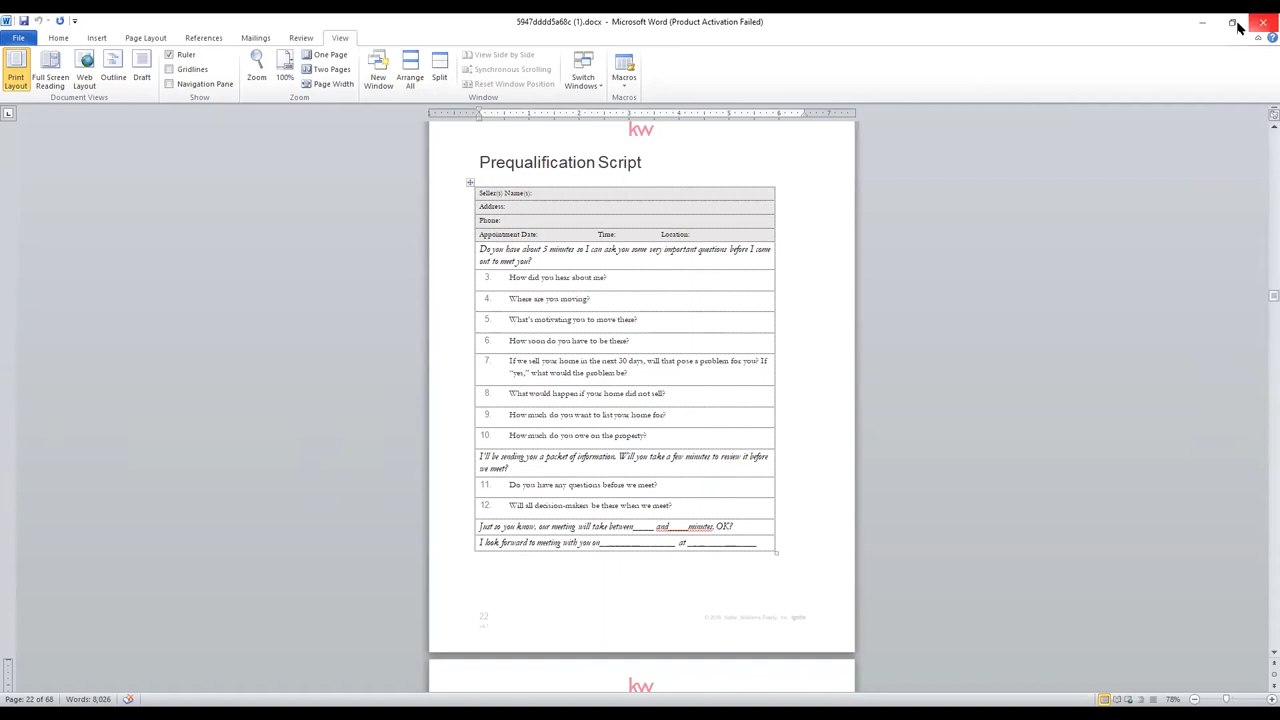 5947dddd5a68c (1).docx - Microsoft Word (Product Activation Failed)
File Home Insert Page Layout References Mailings Review View
Print Layout
Full Screen Reading
Web Layout
Outline
Draft
Document Views
Ruler
Gridlines
Navigation Pane
Show
Zoom
100%
One Page
Two Pages
Page Width
Zoom
New Window
Arrange All
Split
View Side by Side
Synchronous Scrolling
Reset Window Position
Window
Switch Windows
Macros
Macros
kw
Prequalification Script
Seller(s) Name(s):
Address:
Phone:
Appointment Date: Time: Location:
Do you have about 5 minutes so I can ask you some very important questions before I come
out to meet you?
3. How did you hear about me?
4. Where are you moving?
5. What's motivating you to move there?
6. How soon do you have to be there?
7. If we sell your home in the next 30 days, will that pose a problem for you? If
"yes," what would the problem be?
8. What would happen if your home did not sell?
9. How much do you want to list your home for?
10. How much do you owe on the property?
I'll be sending you a packet of information. Will you take a few minutes to review it before
we meet?
11. Do you have any questions before we meet?
12. Will all decision-makers be there when we meet?
Just so you know, our meeting will take between____ and____minutes, OK?
I look forward to meeting with you on________________ at ______________
22
kw
Page: 22 of 68 Words: 8,026 78%